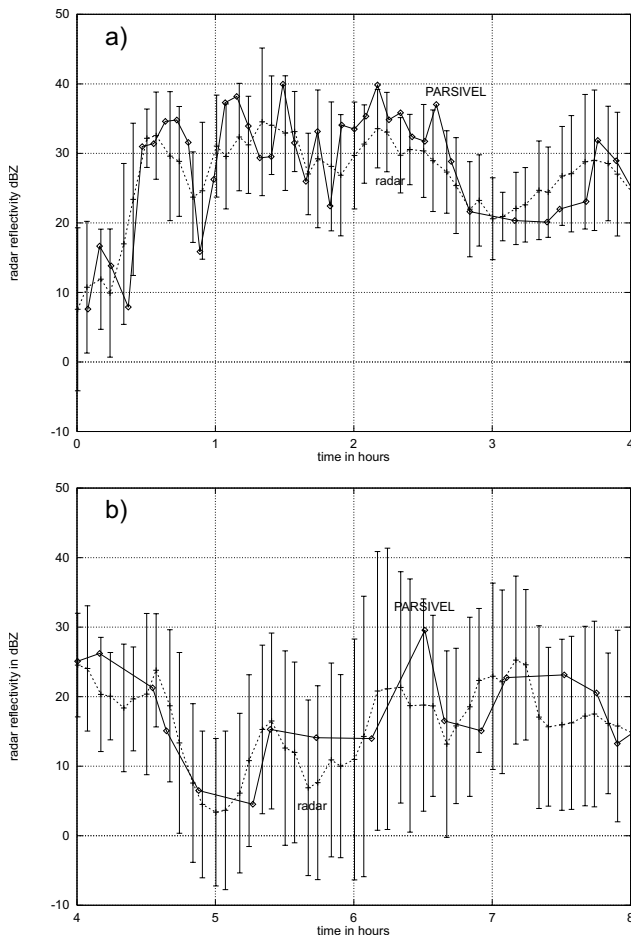 50
a)
40
PARSIVEL
30
radar
20
10
0
-10
0
1
2
3
4
radar reflectivity dBZ
time in hours
50
b)
40
30
PARSIVEL
20
10
radar
0
-10
4
5
6
7
8
radar reflectivity in dBZ
time in hours